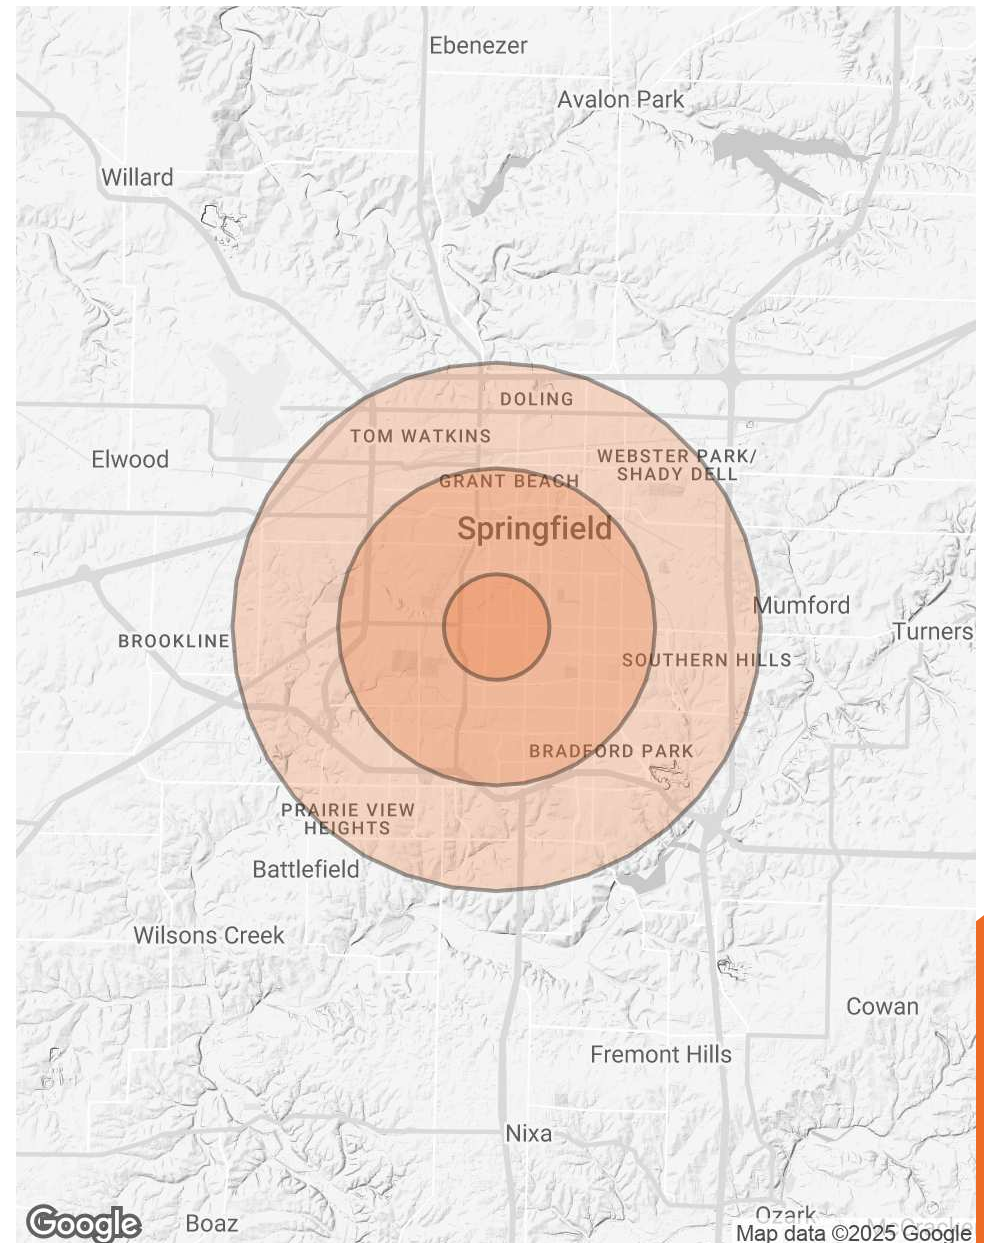 Ebenezer
Avalon Park
Willard
DOLING
TOM WATKINS
WEBSTER PARK/
SHADY DELL
Elwood
GRANT BEACH
Springfield
Mumford
Turners
BROOKLINE
SOUTHERN HILLS
BRADFORD PARK
PRAIRIE VIEW
HEIGHTS
Battlefield
Wilsons Creek
Cowan
Fremont Hills
Nixa
Ozark
Boaz
Google
Map data ©2025 Google